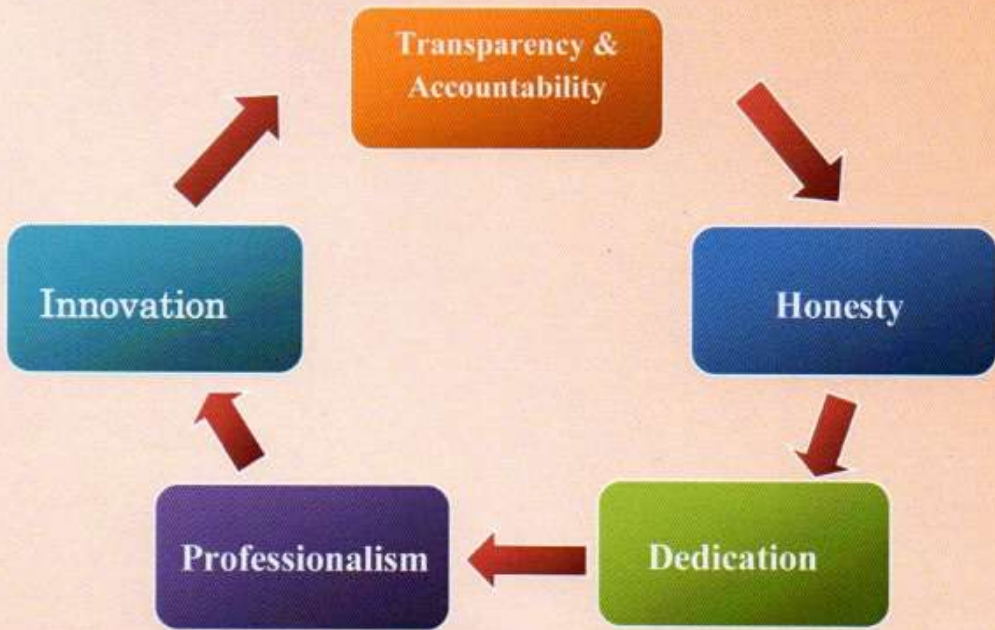 Transparency &
Accountability
Honesty
Dedication
Professionalism
Innovation